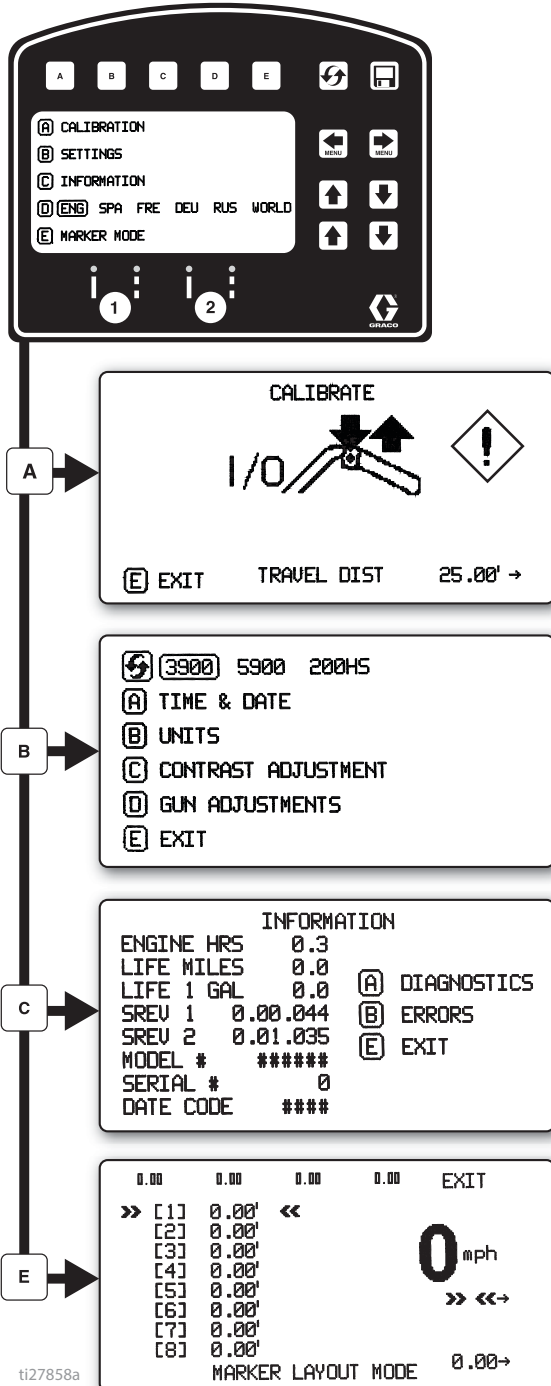 A B C D E
A CALIBRATION
B SETTINGS
C INFORMATION
D ENG SPA FRE DEU RUS WORLD
E MARKER MODE
MENU MENU
1 2
GRACO
A
CALIBRATE
I/O
!
E EXIT TRAVEL DIST 25.00' →
B
3900 5900 200HS
A TIME & DATE
B UNITS
C CONTRAST ADJUSTMENT
D GUN ADJUSTMENTS
E EXIT
C
INFORMATION
ENGINE HRS 0.3
LIFE MILES 0.0
LIFE 1 GAL 0.0
SREV 1 0.00.044
SREV 2 0.01.035
MODEL # ######
SERIAL # 0
DATE CODE ####
A DIAGNOSTICS
B ERRORS
E EXIT
E
0.00 0.00 0.00 0.00 EXIT
» [1] 0.00' «
[2] 0.00'
[3] 0.00'
[4] 0.00'
[5] 0.00'
[6] 0.00'
[7] 0.00'
[8] 0.00'
0 mph
» «→
MARKER LAYOUT MODE 0.00→
ti27858a